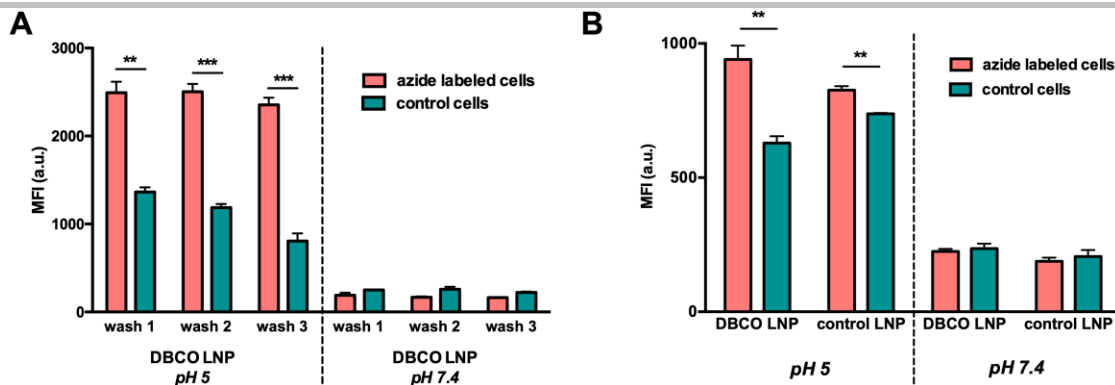 A
3000
2000
1000
0
MFI (a.u.)
**
***
***
azide labeled cells
control cells
wash 1 wash 2 wash 3 wash 1 wash 2 wash 3
DBCO LNP DBCO LNP
pH 5 pH 7.4
B
1000
500
0
MFI (a.u.)
**
**
azide labeled cells
control cells
DBCO LNP control LNP DBCO LNP control LNP
pH 5 pH 7.4